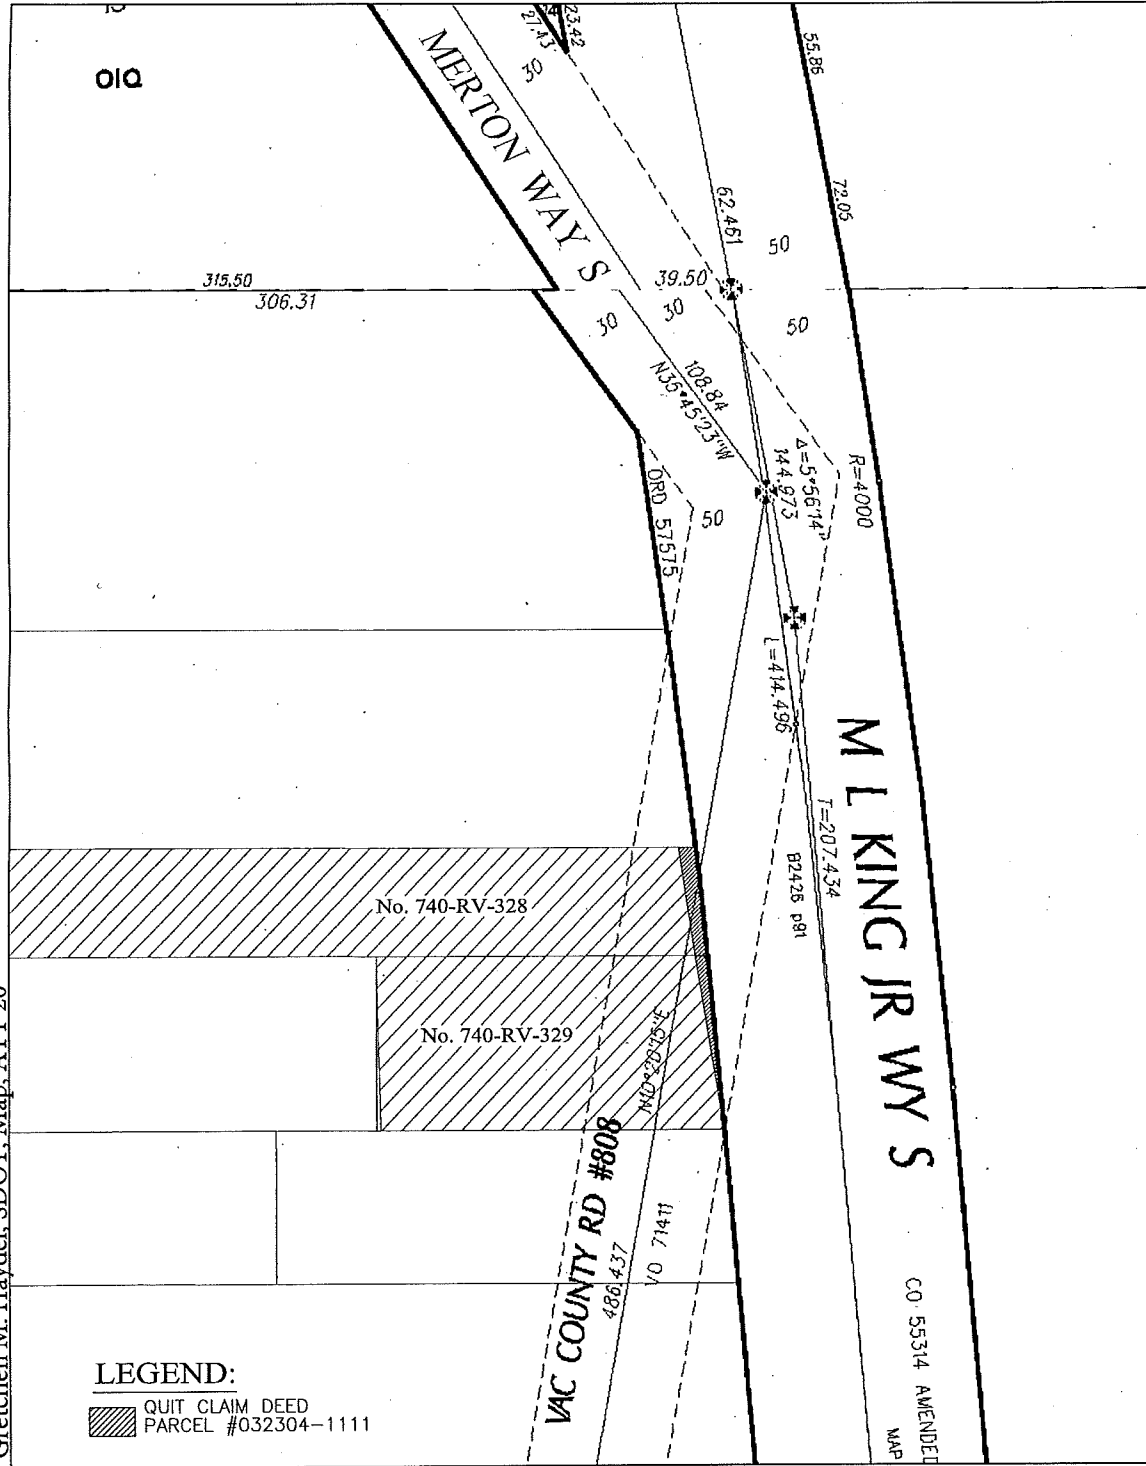 23.42
27.43
30
MERTON WAY S
55.86
72.05
62.461
50
315.50
306.31
39.50
30
30
50
108.84
N35°45'23"W
Δ=5°56'14"
144.973
R=4000
ORD 57575
50
L=414.496
M L KING JR WY S
T=207.434
82426 p91
No. 740-RV-328
No. 740-RV-329
N10°20'15"E
VAC COUNTY RD #808
486.437
VO 71411
CO 55314 AMENDED
MAP
LEGEND:
QUIT CLAIM DEED
PARCEL #032304-1111